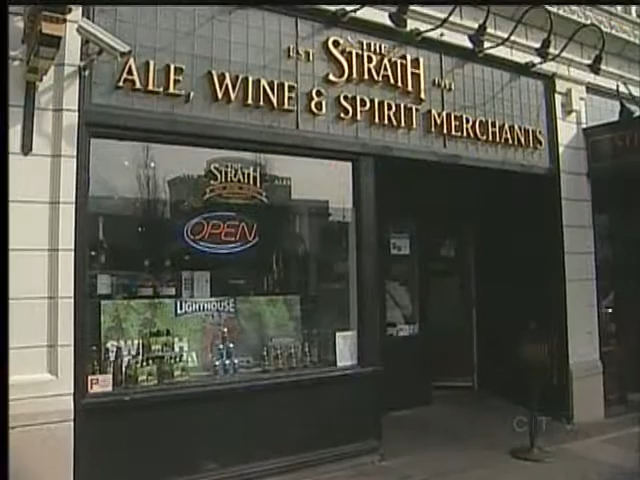 THE
EST STRATH
ALE, WINE & SPIRIT MERCHANTS
THE
STRATH
OPEN
LIGHTHOUSE
P
CTV